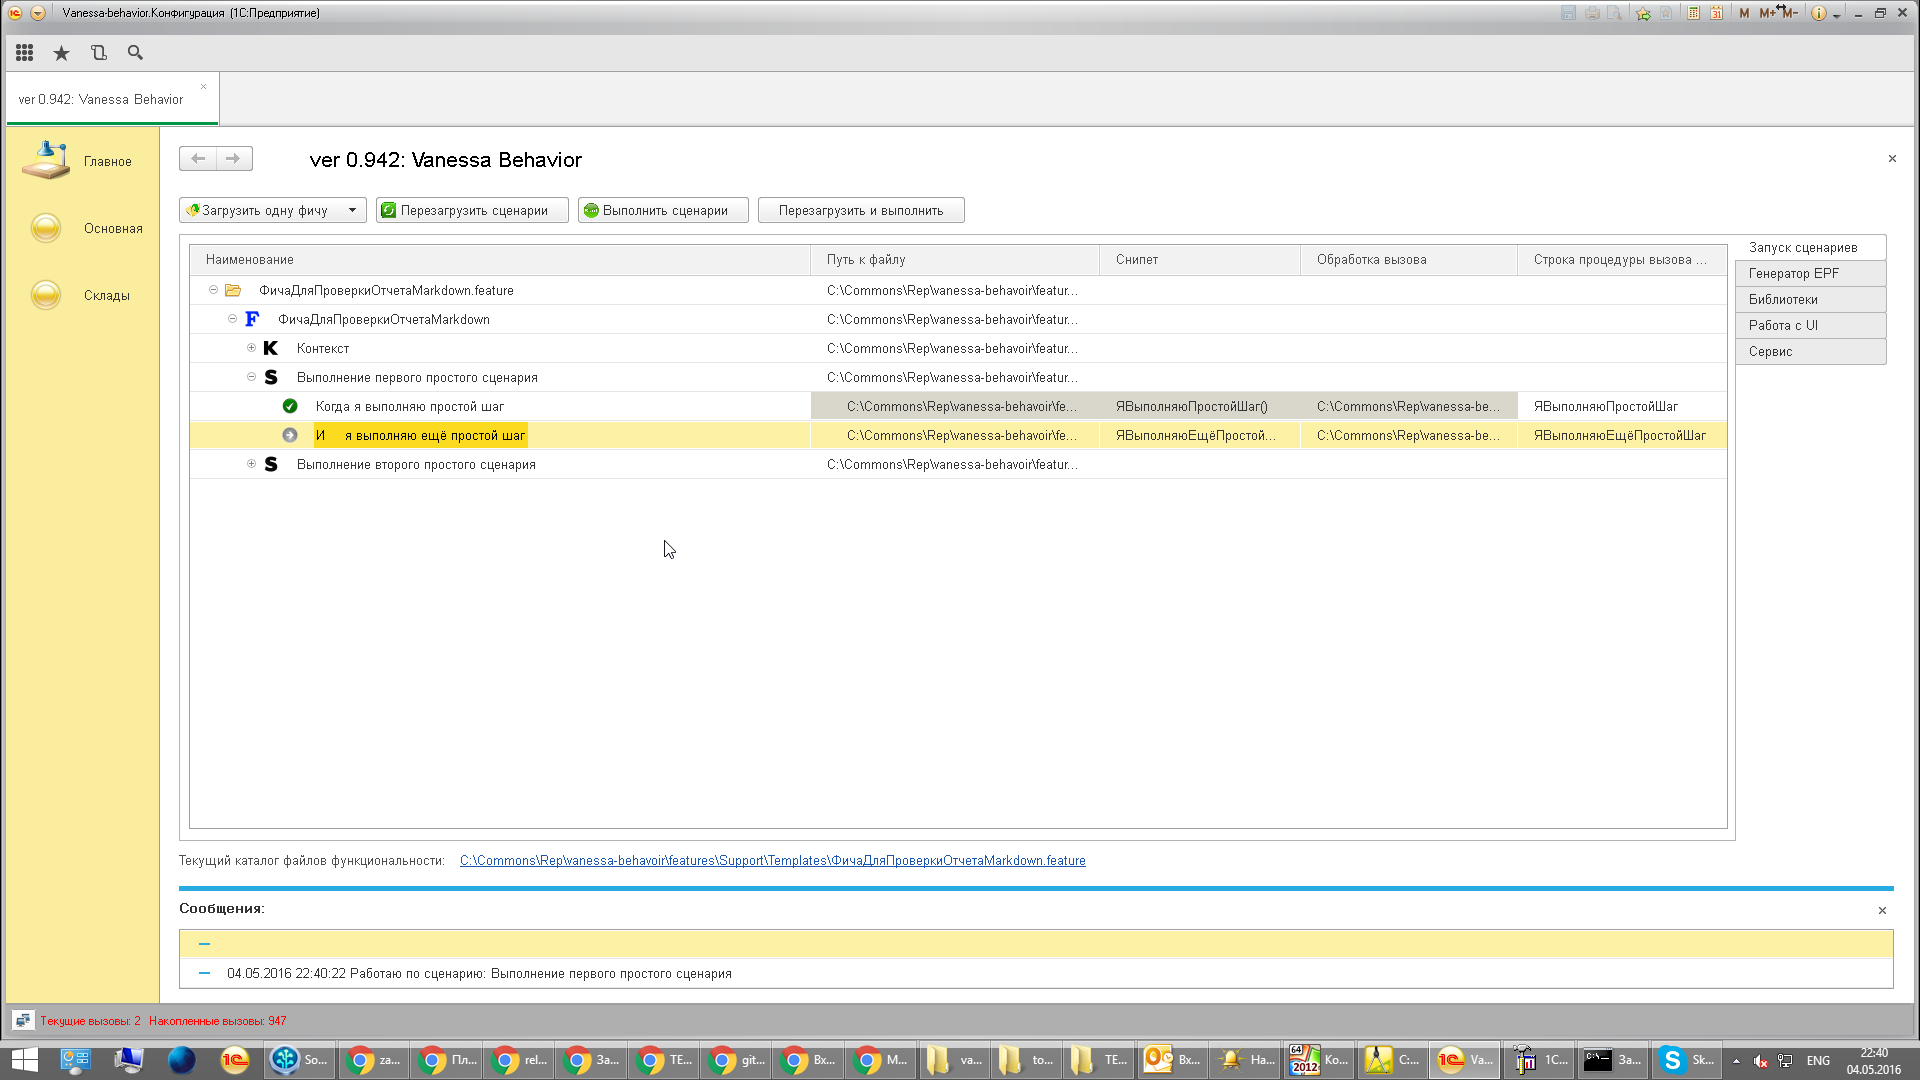 Vanessa-behavior.Конфигурация (1С:Предприятие)
M M+ M-
ver 0.942: Vanessa Behavior
Главное
Основная
Склады
ver 0.942: Vanessa Behavior
Загрузить одну фичу
Перезагрузить сценарии
Выполнить сценарии
Перезагрузить и выполнить
Наименование Путь к файлу Снипет Обработка вызова Строка процедуры вызова ...
ФичаДляПроверкиОтчетаMarkdown.feature C:\Commons\Rep\vanessa-behavoir\featur...
ФичаДляПроверкиОтчетаMarkdown C:\Commons\Rep\vanessa-behavoir\featur...
Контекст C:\Commons\Rep\vanessa-behavoir\featur...
Выполнение первого простого сценария C:\Commons\Rep\vanessa-behavoir\featur...
Когда я выполняю простой шаг C:\Commons\Rep\vanessa-behavoir\fe... ЯВыполняюПростойШаг() C:\Commons\Rep\vanessa-be... ЯВыполняюПростойШаг
И я выполняю ещё простой шаг C:\Commons\Rep\vanessa-behavoir\fe... ЯВыполняюЕщёПростой... C:\Commons\Rep\vanessa-be... ЯВыполняюЕщёПростойШаг
Выполнение второго простого сценария C:\Commons\Rep\vanessa-behavoir\featur...
Запуск сценариев
Генератор EPF
Библиотеки
Работа с UI
Сервис
Текущий каталог файлов функциональности: C:\Commons\Rep\vanessa-behavoir\features\Support\Templates\ФичаДляПроверкиОтчетаMarkdown.feature
Сообщения:
04.05.2016 22:40:22 Работаю по сценарию: Выполнение первого простого сценария
Текущие вызовы: 2 Накопленные вызовы: 947
So... za... Пл... rel... За... TE... git... Вх... М... va... to... TE... Вх... На... Ко... C:... Va... 1С... За... Sk... ENG
22:40
04.05.2016